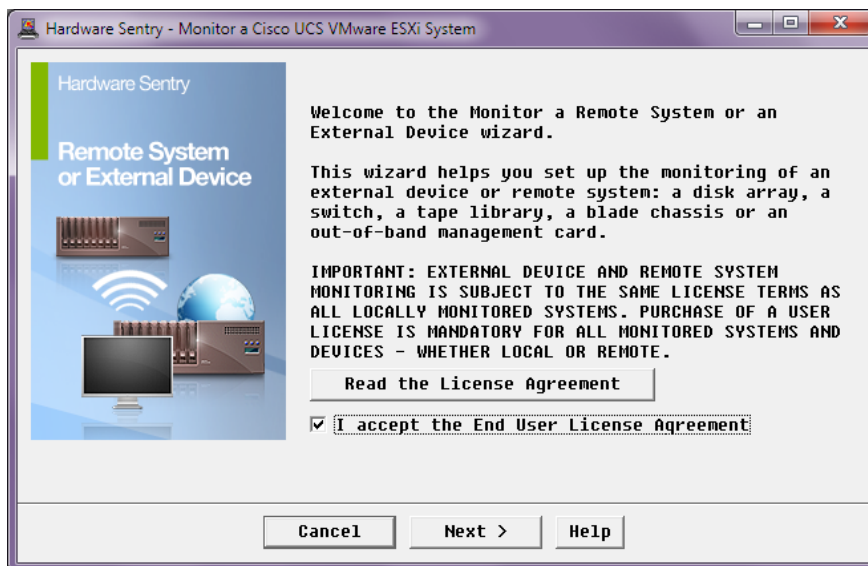 Hardware Sentry - Monitor a Cisco UCS VMware ESXi System
Hardware Sentry
Remote System
or External Device
Welcome to the Monitor a Remote System or an
External Device wizard.
This wizard helps you set up the monitoring of an
external device or remote system: a disk array, a
switch, a tape library, a blade chassis or an
out-of-band management card.
IMPORTANT: EXTERNAL DEVICE AND REMOTE SYSTEM
MONITORING IS SUBJECT TO THE SAME LICENSE TERMS AS
ALL LOCALLY MONITORED SYSTEMS. PURCHASE OF A USER
LICENSE IS MANDATORY FOR ALL MONITORED SYSTEMS AND
DEVICES - WHETHER LOCAL OR REMOTE.
Read the License Agreement
I accept the End User License Agreement
Cancel
Next >
Help